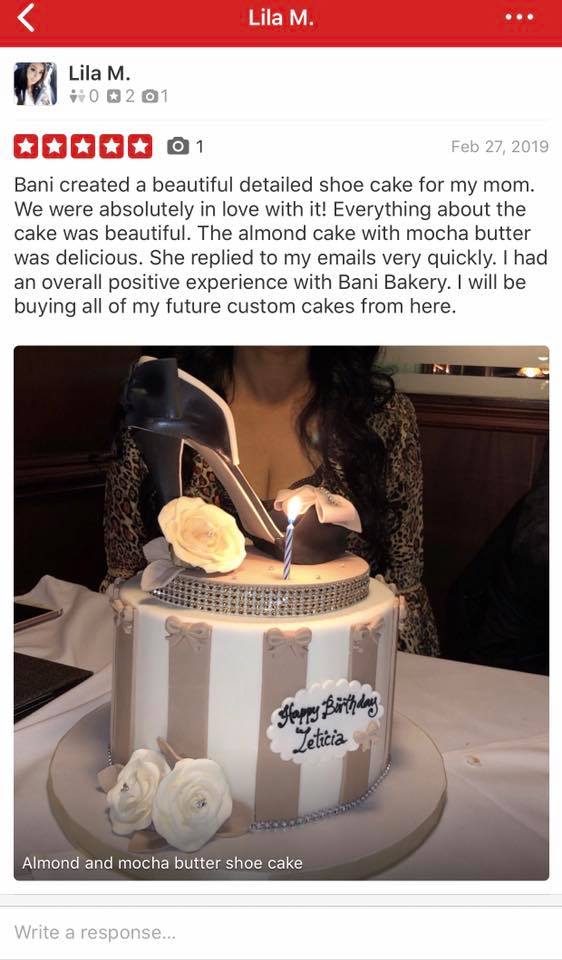 Lila M.
Lila M.
0 2 1
1
Feb 27, 2019
Bani created a beautiful detailed shoe cake for my mom.
We were absolutely in love with it! Everything about the
cake was beautiful. The almond cake with mocha butter
was delicious. She replied to my emails very quickly. I had
an overall positive experience with Bani Bakery. I will be
buying all of my future custom cakes from here.
Happy Birthday
Leticia
Almond and mocha butter shoe cake
Write a response...